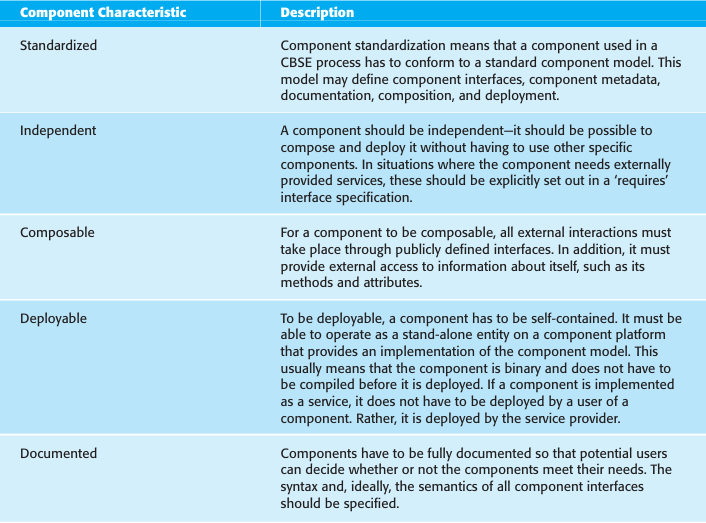 Component Characteristic Description
Standardized Component standardization means that a component used in a
CBSE process has to conform to a standard component model. This
model may define component interfaces, component metadata,
documentation, composition, and deployment.
Independent A component should be independent—it should be possible to
compose and deploy it without having to use other specific
components. In situations where the component needs externally
provided services, these should be explicitly set out in a ‘requires’
interface specification.
Composable For a component to be composable, all external interactions must
take place through publicly defined interfaces. In addition, it must
provide external access to information about itself, such as its
methods and attributes.
Deployable To be deployable, a component has to be self-contained. It must be
able to operate as a stand-alone entity on a component platform
that provides an implementation of the component model. This
usually means that the component is binary and does not have to
be compiled before it is deployed. If a component is implemented
as a service, it does not have to be deployed by a user of a
component. Rather, it is deployed by the service provider.
Documented Components have to be fully documented so that potential users
can decide whether or not the components meet their needs. The
syntax and, ideally, the semantics of all component interfaces
should be specified.